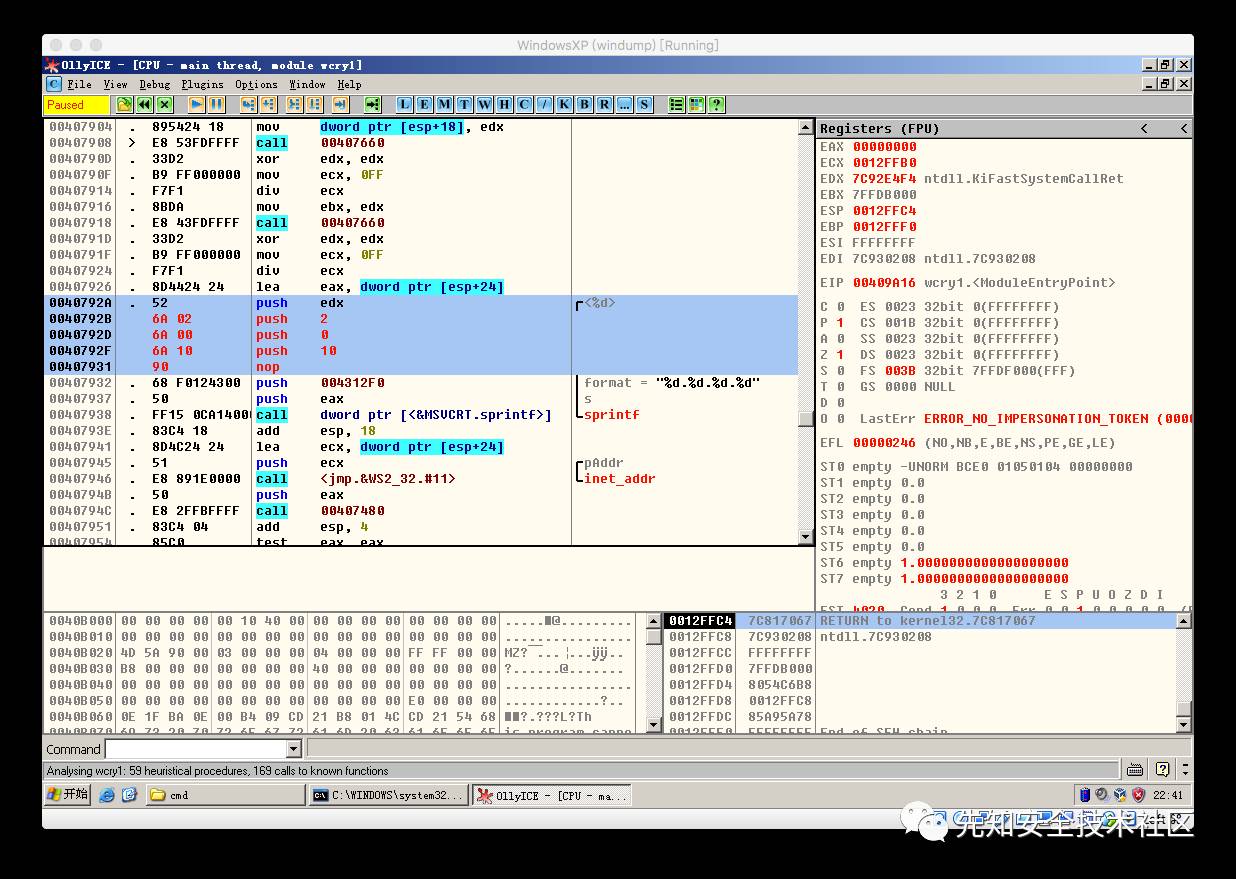 WindowsXP (windump) [Running]
OllyICE - [CPU - main thread, module wcry1]
C File View Debug Plugins Options Window Help
Paused L E M T W H C / K B R ... S ?
00407904 . 895424 18 mov dword ptr [esp+18], edx
00407908 > E8 53FDFFFF call 00407660
0040790D . 33D2 xor edx, edx
0040790F . B9 FF000000 mov ecx, 0FF
00407914 . F7F1 div ecx
00407916 . 8BDA mov ebx, edx
00407918 . E8 43FDFFFF call 00407660
0040791D . 33D2 xor edx, edx
0040791F . B9 FF000000 mov ecx, 0FF
00407924 . F7F1 div ecx
00407926 . 8D4424 24 lea eax, dword ptr [esp+24]
0040792A . 52 push edx <%d>
0040792B 6A 02 push 2
0040792D 6A 00 push 0
0040792F 6A 10 push 10
00407931 90 nop
00407932 . 68 F0124300 push 004312F0 format = "%d.%d.%d.%d"
00407937 . 50 push eax s
00407938 . FF15 0CA14000 call dword ptr [<&MSVCRT.sprintf>] sprintf
0040793E . 83C4 18 add esp, 18
00407941 . 8D4C24 24 lea ecx, dword ptr [esp+24]
00407945 . 51 push ecx pAddr
00407946 . E8 891E0000 call <jmp.&WS2_32.#11> inet_addr
0040794B . 50 push eax
0040794C . E8 2FFBFFFF call 00407480
00407951 . 83C4 04 add esp, 4
00407954 . 85C0 test eax, eax
Registers (FPU) < <
EAX 00000000
ECX 0012FFB0
EDX 7C92E4F4 ntdll.KiFastSystemCallRet
EBX 7FFDB000
ESP 0012FFC4
EBP 0012FFF0
ESI FFFFFFFF
EDI 7C930208 ntdll.7C930208
EIP 00409A16 wcry1.<ModuleEntryPoint>
C 0 ES 0023 32bit 0(FFFFFFFF)
P 1 CS 001B 32bit 0(FFFFFFFF)
A 0 SS 0023 32bit 0(FFFFFFFF)
Z 1 DS 0023 32bit 0(FFFFFFFF)
S 0 FS 003B 32bit 7FFDF000(FFF)
T 0 GS 0000 NULL
D 0
O 0 LastErr ERROR_NO_IMPERSONATION_TOKEN (000
EFL 00000246 (NO,NB,E,BE,NS,PE,GE,LE)
ST0 empty -UNORM BCE0 01050104 00000000
ST1 empty 0.0
ST2 empty 0.0
ST3 empty 0.0
ST4 empty 0.0
ST5 empty 0.0
ST6 empty 1.0000000000000000000
ST7 empty 1.0000000000000000000
3 2 1 0 E S P U O Z D I
FST 4020 Cond 1 0 0 0 Err 0 0 1 0 0 0 0 0
0040B000 00 00 00 00 00 10 40 00 00 00 00 00 00 00 00 00 ......@.........
0040B010 00 00 00 00 00 00 00 00 00 00 00 00 00 00 00 00 ................
0040B020 4D 5A 90 00 03 00 00 00 04 00 00 00 FF FF 00 00 MZ?
0040B030 B8 00 00 00 00 00 00 00 40 00 00 00 00 00 00 00 ?.......@.......
0040B040 00 00 00 00 00 00 00 00 00 00 00 00 00 00 00 00 ................
0040B050 00 00 00 00 00 00 00 00 00 00 00 00 E0 00 00 00 ............?..
0040B060 0E 1F BA 0E 00 B4 09 CD 21 B8 01 4C CD 21 54 68 ?.???L?Th
0040B070 69 73 20 70 72 6F 67 72 61 6D 20 63 61 6E 6E 6F is program canno
0012FFC4 7C817067 RETURN to kernel32.7C817067
0012FFC8 7C930208 ntdll.7C930208
0012FFCC FFFFFFFF
0012FFD0 7FFDB000
0012FFD4 8054C6B8
0012FFD8 0012FFC8
0012FFDC 85A95A78
0012FFE0 FFFFFFFF End of SEH chain
Command
Analysing wcry1: 59 heuristical procedures, 169 calls to known functions
开始 cmd C:\WINDOWS\system32... OllyICE - [CPU - ma... 22:41
先知安全技术社区